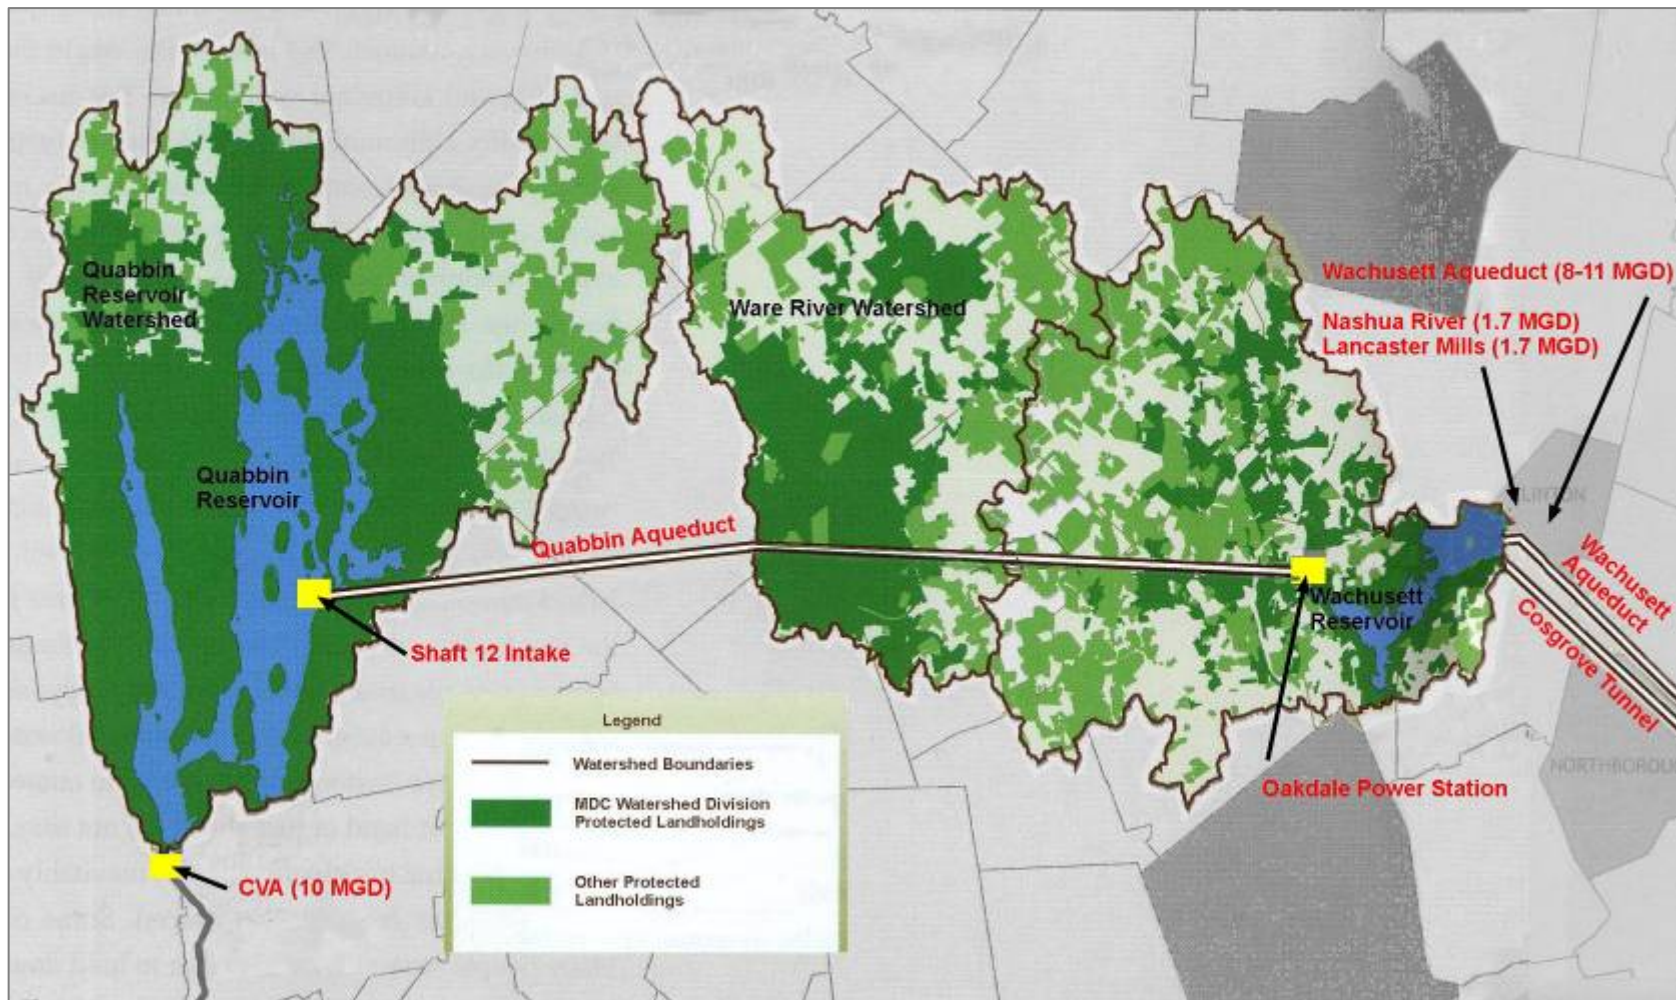 Quabbin
Reservoir
Watershed
Ware River Watershed
Wachusett Aqueduct (8-11 MGD)
Nashua River (1.7 MGD)
Lancaster Mills (1.7 MGD)
Quabbin
Reservoir
Quabbin Aqueduct
CLINTON
Wachusett
Aqueduct
Cosgrove Tunnel
Wachusett
Reservoir
Shaft 12 Intake
Legend
Watershed Boundaries
MDC Watershed Division
Protected Landholdings
Other Protected
Landholdings
Oakdale Power Station
CVA (10 MGD)